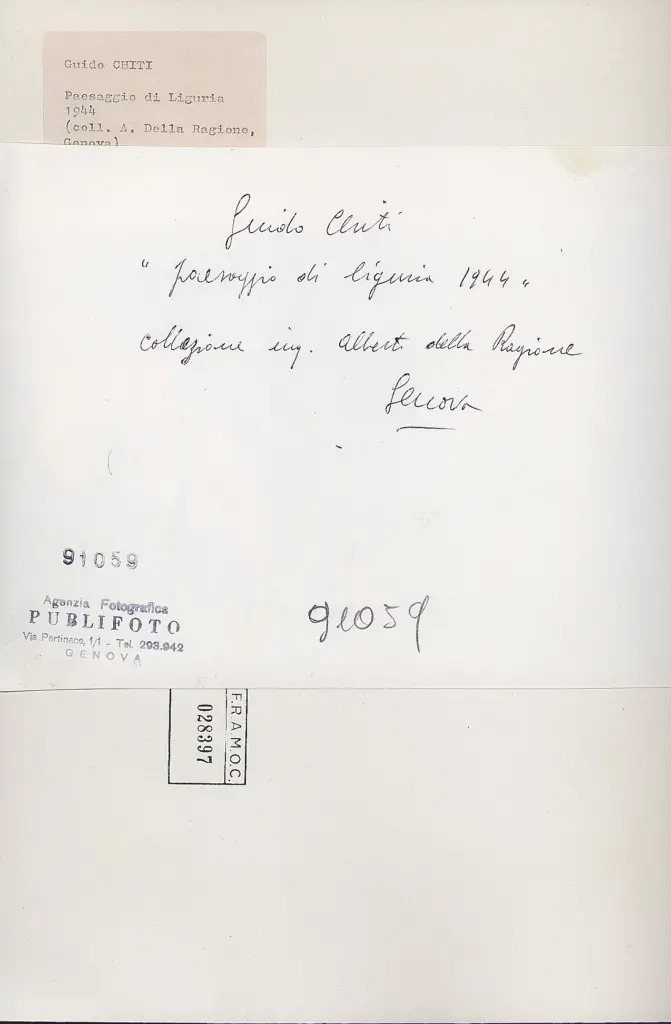 Guido CHITI
Paesaggio di Liguria
1944
(coll. A. Della Ragione,
Genova)
Guido Chiti
" paesaggio di liguria 1944 "
collezione ing. Alberto della Ragione
Genova
91059
Agenzia Fotografica
PUBLIFOTO
Via Pertinace, 1/1 - Tel. 293.942
GENOVA
91059
F.R.A.M.O.C.
028397